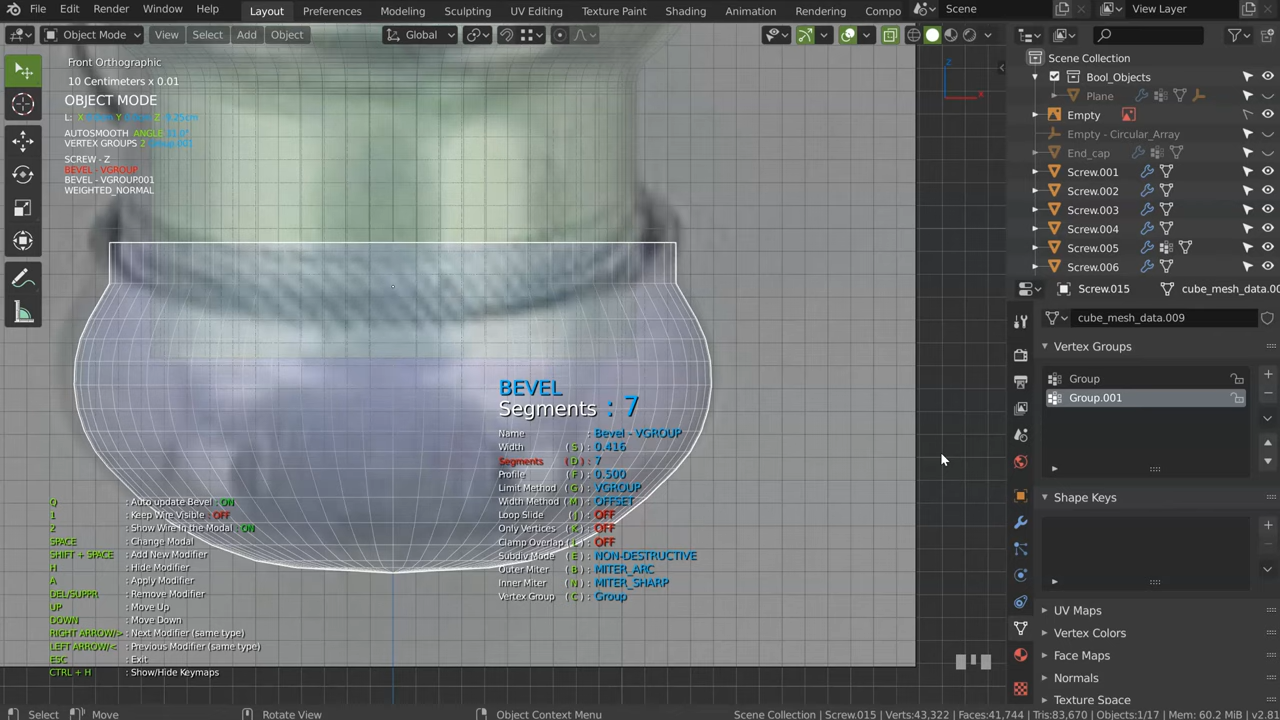 File Edit Render Window Help Layout Preferences Modeling Sculpting UV Editing Texture Paint Shading Animation Rendering Compo Scene View Layer
Object Mode View Select Add Object Global
Front Orthographic
10 Centimeters x 0.01
OBJECT MODE
AUTOSMOOTH ANGLE
VERTEX GROUPS 2 Group.001
SCREW - Z
BEVEL - VGROUP
BEVEL - VGROUP.001
WEIGHTED_NORMAL
Z
X
BEVEL
Segments : 7
Name : Bevel - VGROUP
Width ( S ) : 0.416
Segments ( D ) : 7
Profile ( F ) : 0.500
Limit Method ( G ) : VGROUP
Width Method ( W ) : OFFSET
Loop Slide : OFF
Only Vertices ( X ) : OFF
Clamp Overlap : OFF
Subdiv Mode ( E ) : NON-DESTRUCTIVE
Outer Miter ( B ) : MITER_ARC
Inner Miter ( N ) : MITER_SHARP
Vertex Group ( C ) : Group
Q : Auto update Bevel : ON
1 : Keep Wire Visible : OFF
2 : Show Wire in the Modal : ON
SPACE : Change Modal
SHIFT + SPACE : Add New Modifier
H : Hide Modifier
A : Apply Modifier
DEL/SUPPR : Remove Modifier
UP : Move Up
DOWN : Move Down
RIGHT ARROW/> : Next Modifier (same type)
LEFT ARROW/< : Previous Modifier (same type)
ESC : Exit
CTRL + H : Show/Hide Keymaps
Scene Collection
Bool_Objects
Plane
Empty
Empty - Circular_Array
End_cap
Screw.001
Screw.002
Screw.003
Screw.004
Screw.005
Screw.006
Screw.015 cube_mesh_data.00
cube_mesh_data.009
Vertex Groups
Group
Group.001
Shape Keys
UV Maps
Vertex Colors
Face Maps
Normals
Texture Space
Select Move Rotate View Object Context Menu Scene Collection | Screw.015 | Verts:43,322 | Faces:41,744 | Tris:83,670 | Objects:1/17 | Mem: 60.2 MiB | v2.81